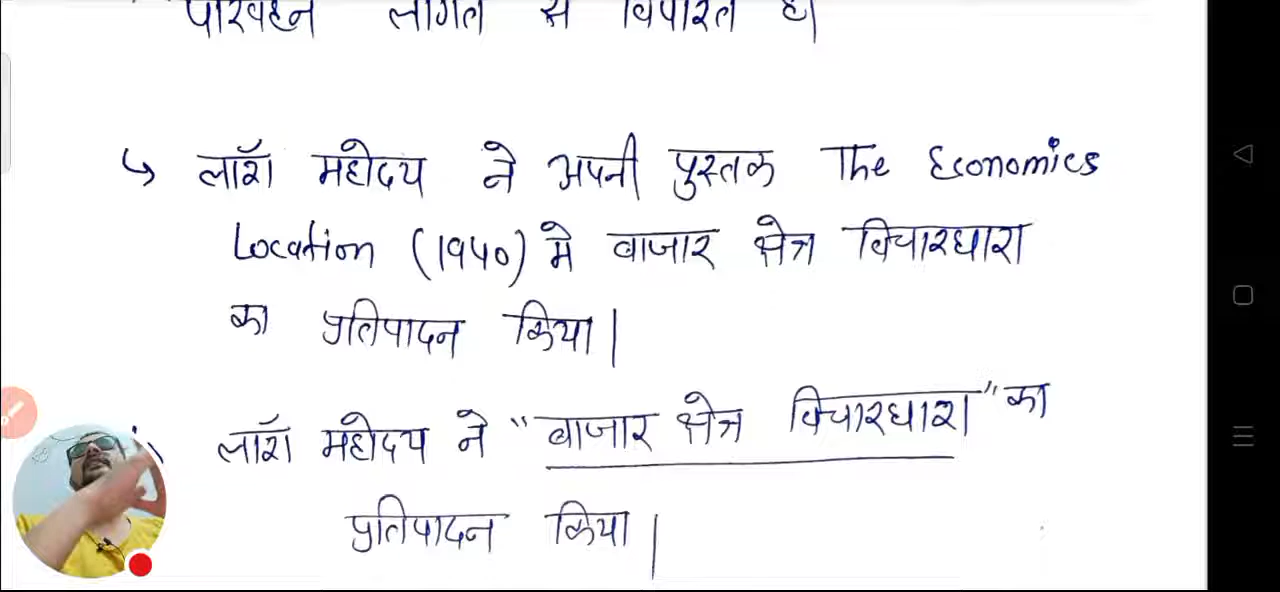 परिवहन लागत से विपरित है।
↳ लॉश महोदय ने अपनी पुस्तक The Economics
Location (१९५०) मे बाजार क्षेत्र विचारधारा
का प्रतिपादन किया |
लॉश महोदय ने "बाजार क्षेत्र विचारधारा" का
प्रतिपादन किया |